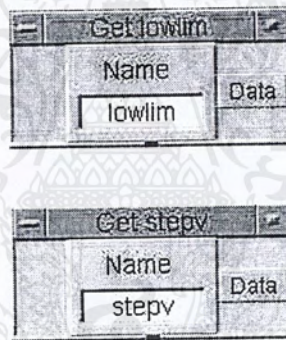 Get lowlim
Name
lowlim
Data
Get stepv
Name
stepv
Data